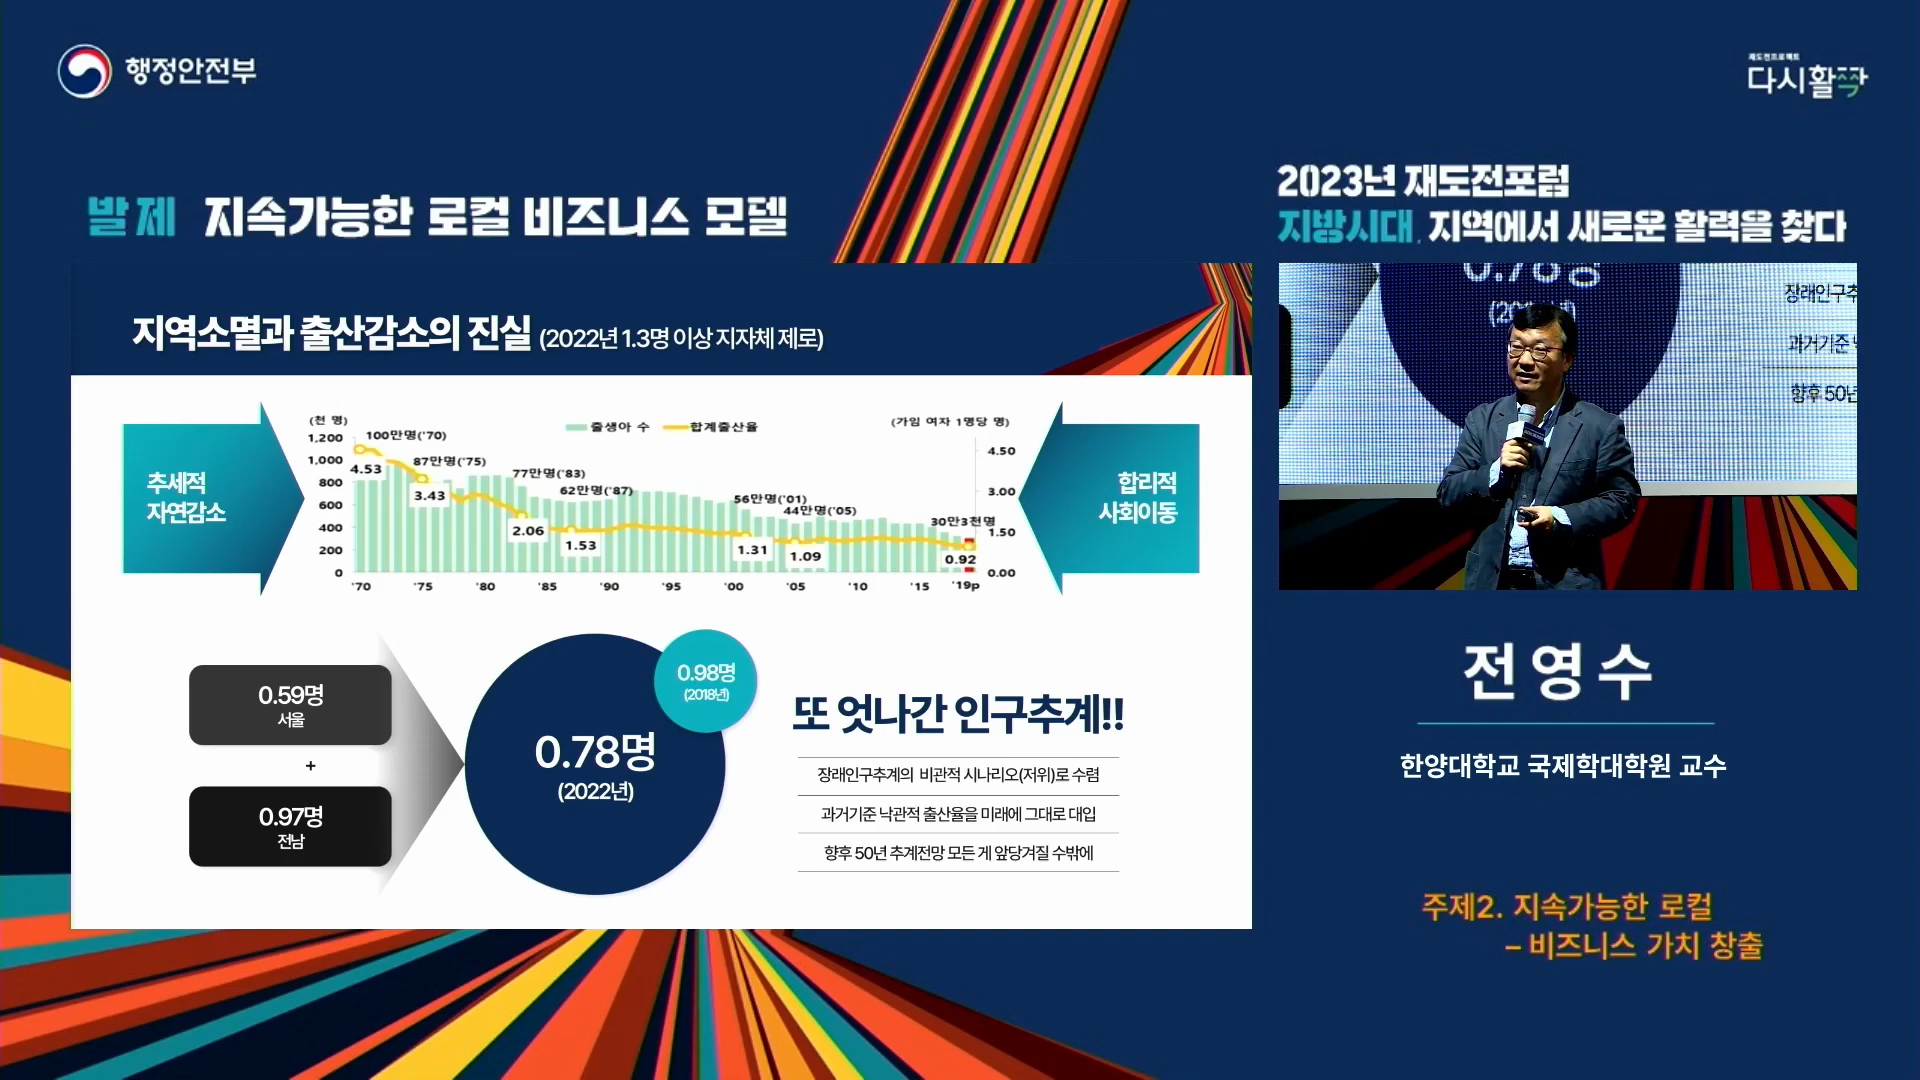 행정안전부
재도전프로젝트
다시활짝
발제 지속가능한 로컬 비즈니스 모델
2023년 재도전포럼
지방시대, 지역에서 새로운 활력을 찾다
지역소멸과 출산감소의 진실 (2022년 1.3명 이상 지자체 제로)
추세적
자연감소
(천 명)
출생아 수
합계출산율
(가임 여자 1명당 명)
1,200
1,000
800
600
400
200
0
100만명('70)
87만명('75)
77만명('83)
62만명('87)
56만명('01)
44만명('05)
30만3천명
4.53
3.43
2.06
1.53
1.31
1.09
0.92
4.50
3.00
1.50
0.00
'70 '75 '80 '85 '90 '95 '00 '05 '10 '15 '19p
합리적
사회이동
0.59명
서울
+
0.97명
전남
0.78명
(2022년)
0.98명
(2018년)
또 엇나간 인구추계!!
장래인구추계의 비관적 시나리오(저위)로 수렴
과거기준 낙관적 출산율을 미래에 그대로 대입
향후 50년 추계전망 모든 게 앞당겨질 수밖에
0.78명
장래인구추
과거기준
향후 50년
전영수
한양대학교 국제학대학원 교수
주제2. 지속가능한 로컬
– 비즈니스 가치 창출